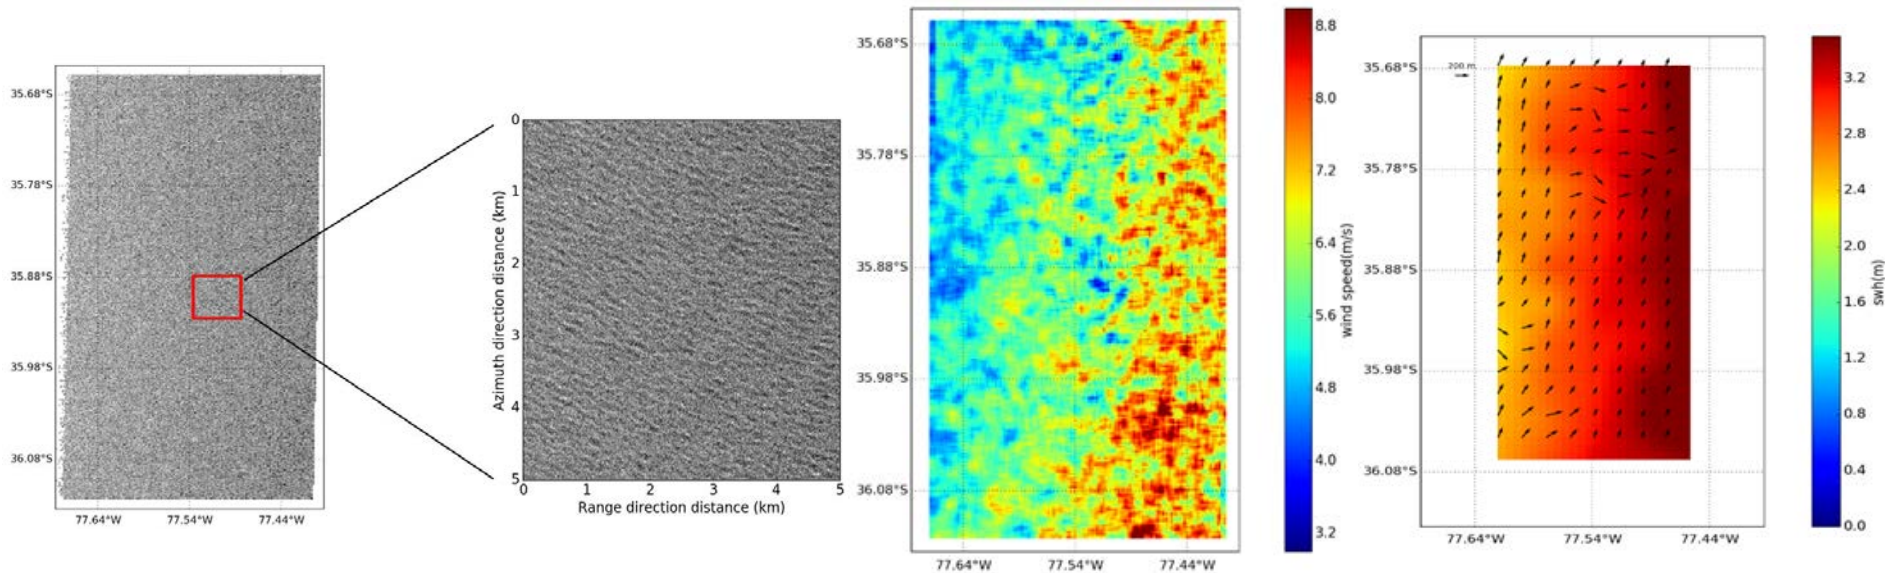 35.68°S
35.78°S
35.88°S
35.98°S
36.08°S
77.64°W 77.54°W 77.44°W
Azimuth direction distance (km)
0
1
2
3
4
5
0 1 2 3 4 5
Range direction distance (km)
35.68°S
35.78°S
35.88°S
35.98°S
36.08°S
77.64°W 77.54°W 77.44°W
8.8
8.0
7.2
6.4
5.6
4.8
4.0
3.2
wind speed(m/s)
200 m
35.68°S
35.78°S
35.88°S
35.98°S
36.08°S
77.64°W 77.54°W 77.44°W
3.2
2.8
2.4
2.0
1.6
1.2
0.8
0.4
0.0
swh(m)